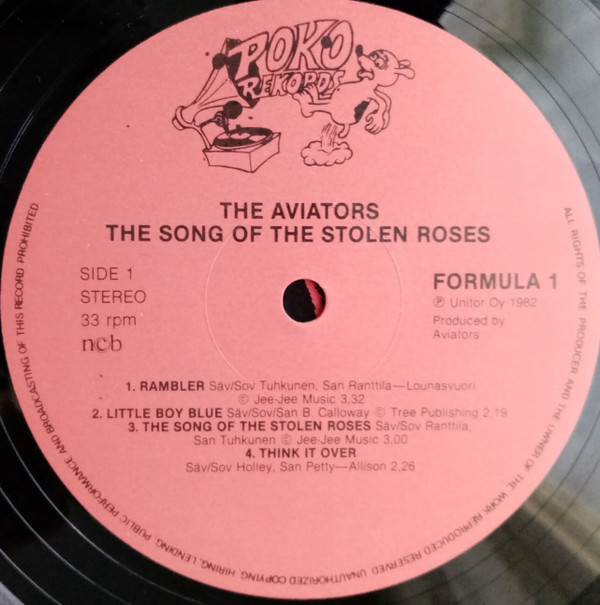 POKO
REKORDS
THE AVIATORS
THE SONG OF THE STOLEN ROSES
SIDE 1
STEREO
33 rpm
ncb
FORMULA 1
℗ Unitor Oy 1982
Produced by
Aviators
1. RAMBLER Säv/Sov Tuhkunen, San Ranttila—Lounasvuori
© Jee-Jee Music 3,32
2. LITTLE BOY BLUE Säv/Sov/San B. Calloway © Tree Publishing 2,19
3. THE SONG OF THE STOLEN ROSES Säv/Sov Ranttila,
San Tuhkunen © Jee-Jee Music 3,00
4. THINK IT OVER
Säv/Sov Holley, San Petty—Allison 2,26
ALL RIGHTS OF THE PRODUCER AND THE OWNER OF THE WORK REPRODUCED RESERVED. UNAUTHORIZED COPYING, HIRING, LENDING, PUBLIC PERFORMANCE AND BROADCASTING OF THIS RECORD PROHIBITED